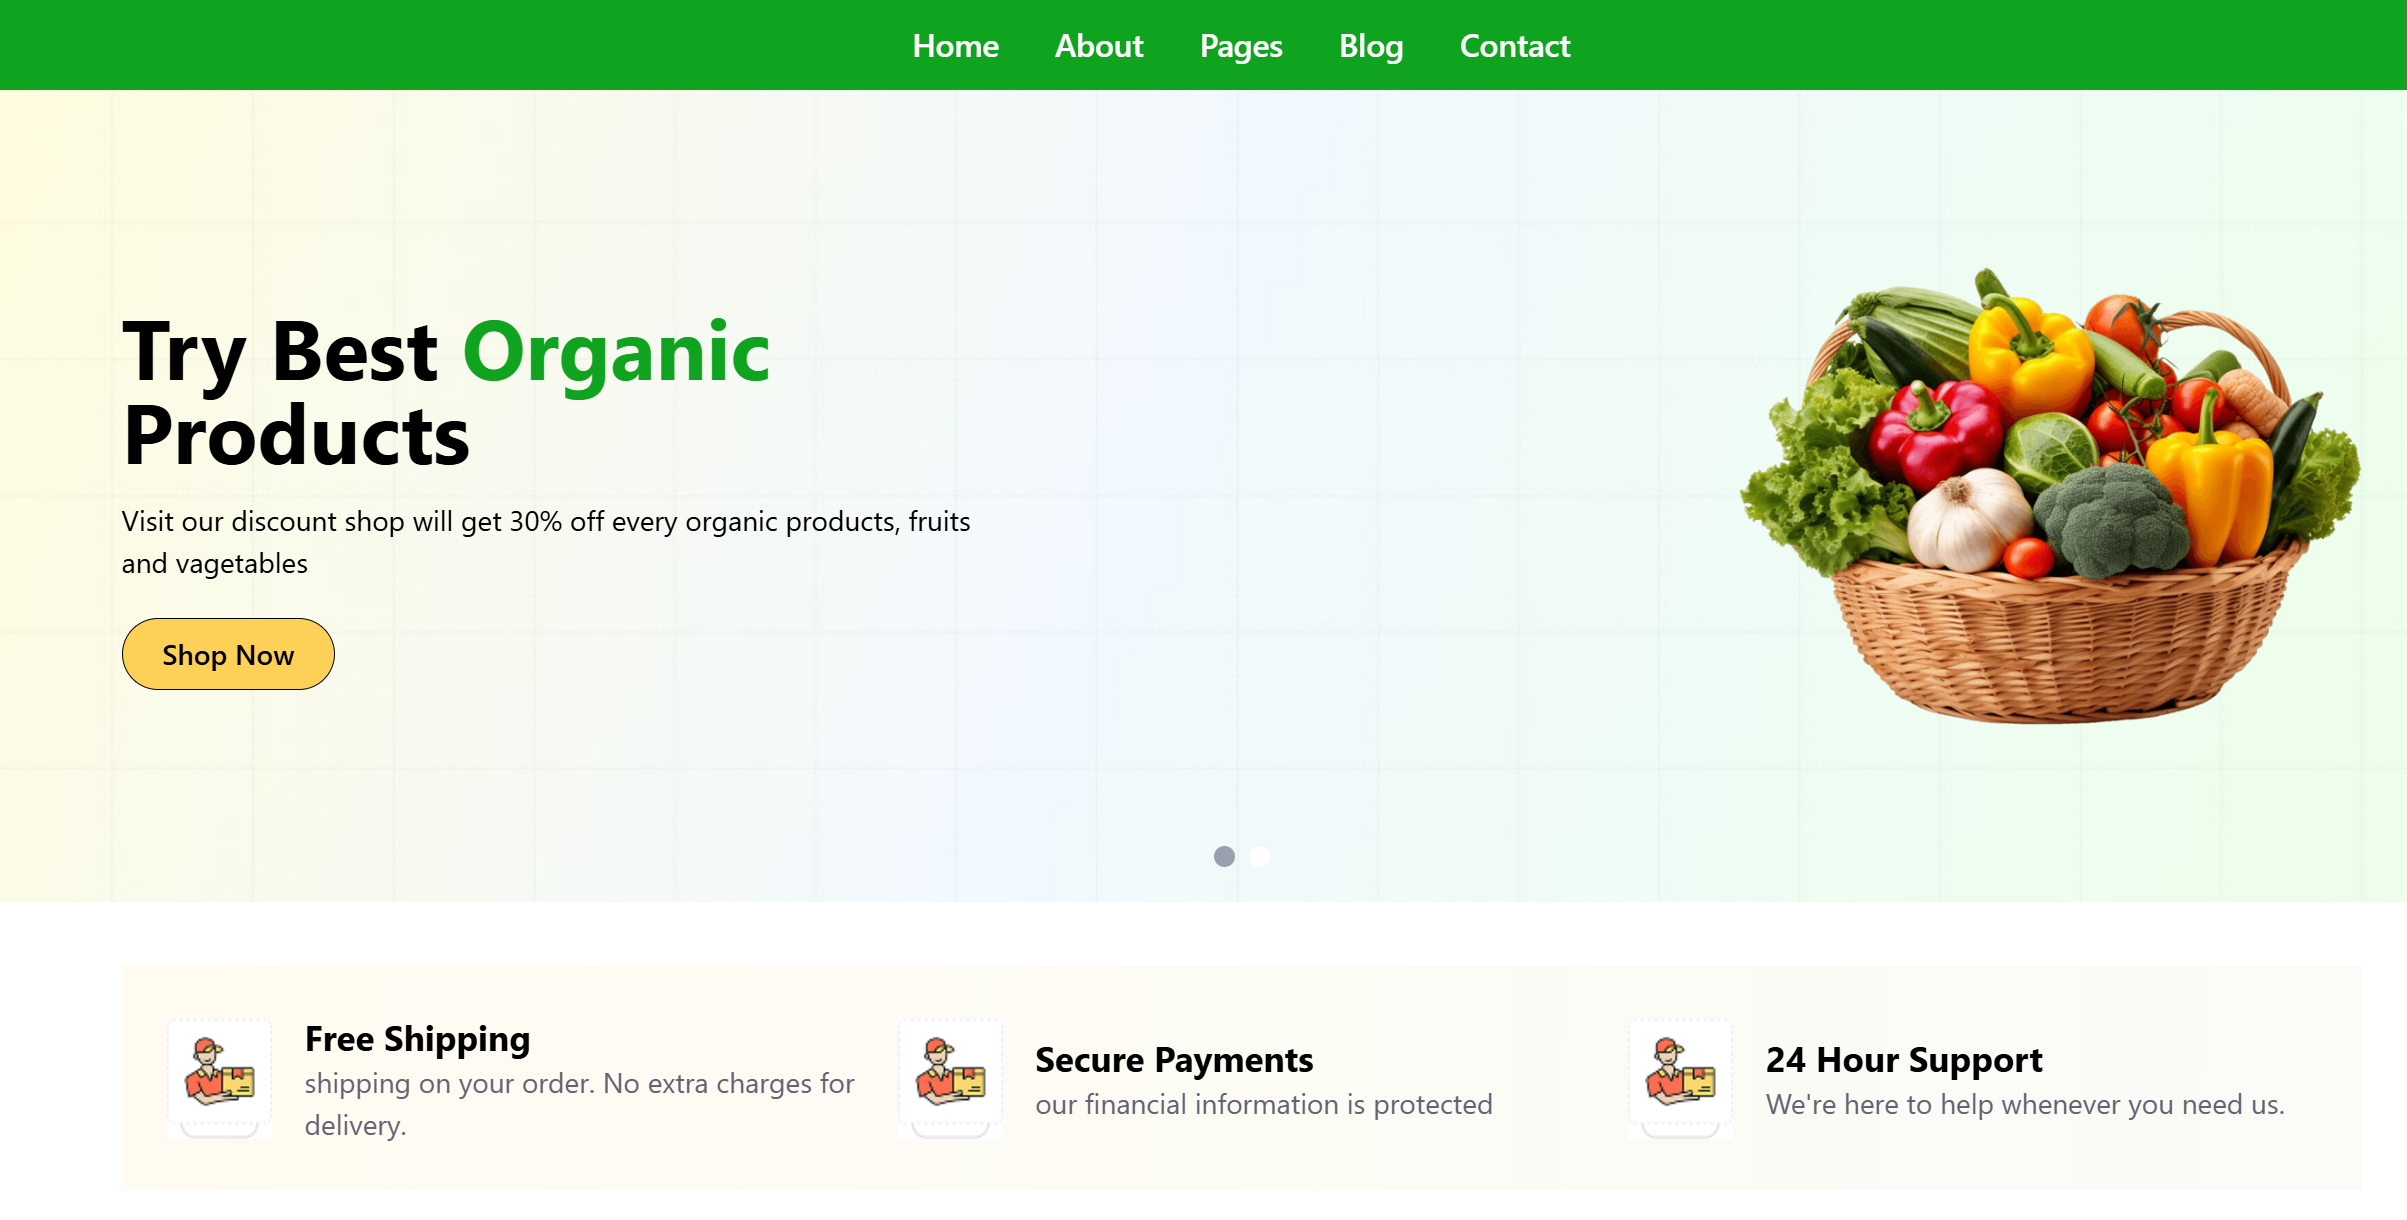 Home About Pages Blog Contact
Try Best Organic
Products
Visit our discount shop will get 30% off every organic products, fruits
and vagetables
Shop Now
Free Shipping
shipping on your order. No extra charges for
delivery.
Secure Payments
our financial information is protected
24 Hour Support
We're here to help whenever you need us.